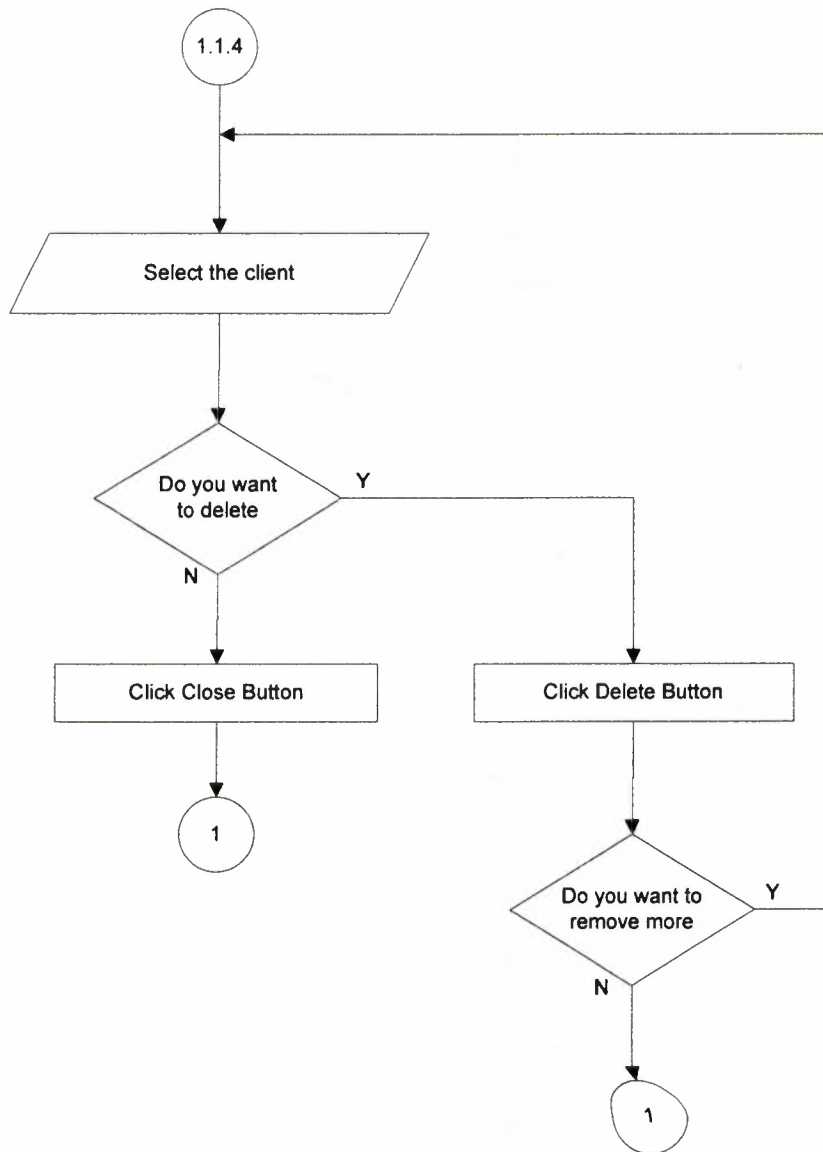 1.1.4
Select the client
Do you want
to delete
Y
N
Click Close Button
Click Delete Button
1
Do you want to
remove more
Y
N
1